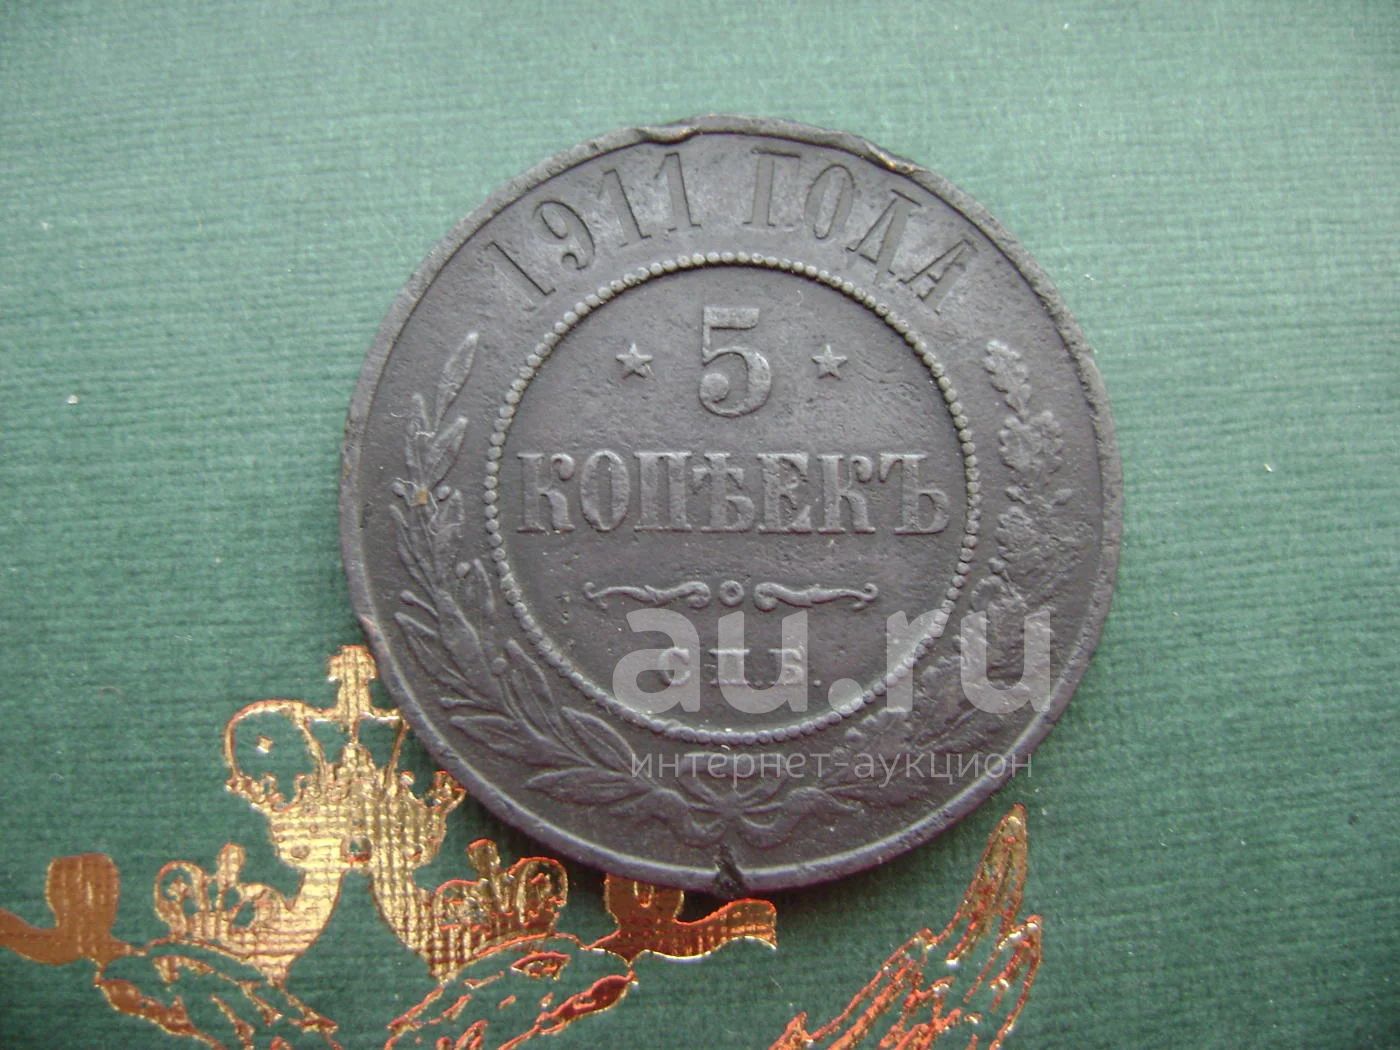 1911 ГОДА
5
КОПѢЕКЪ
С.П.Б.
au.ru
интернет-аукцион